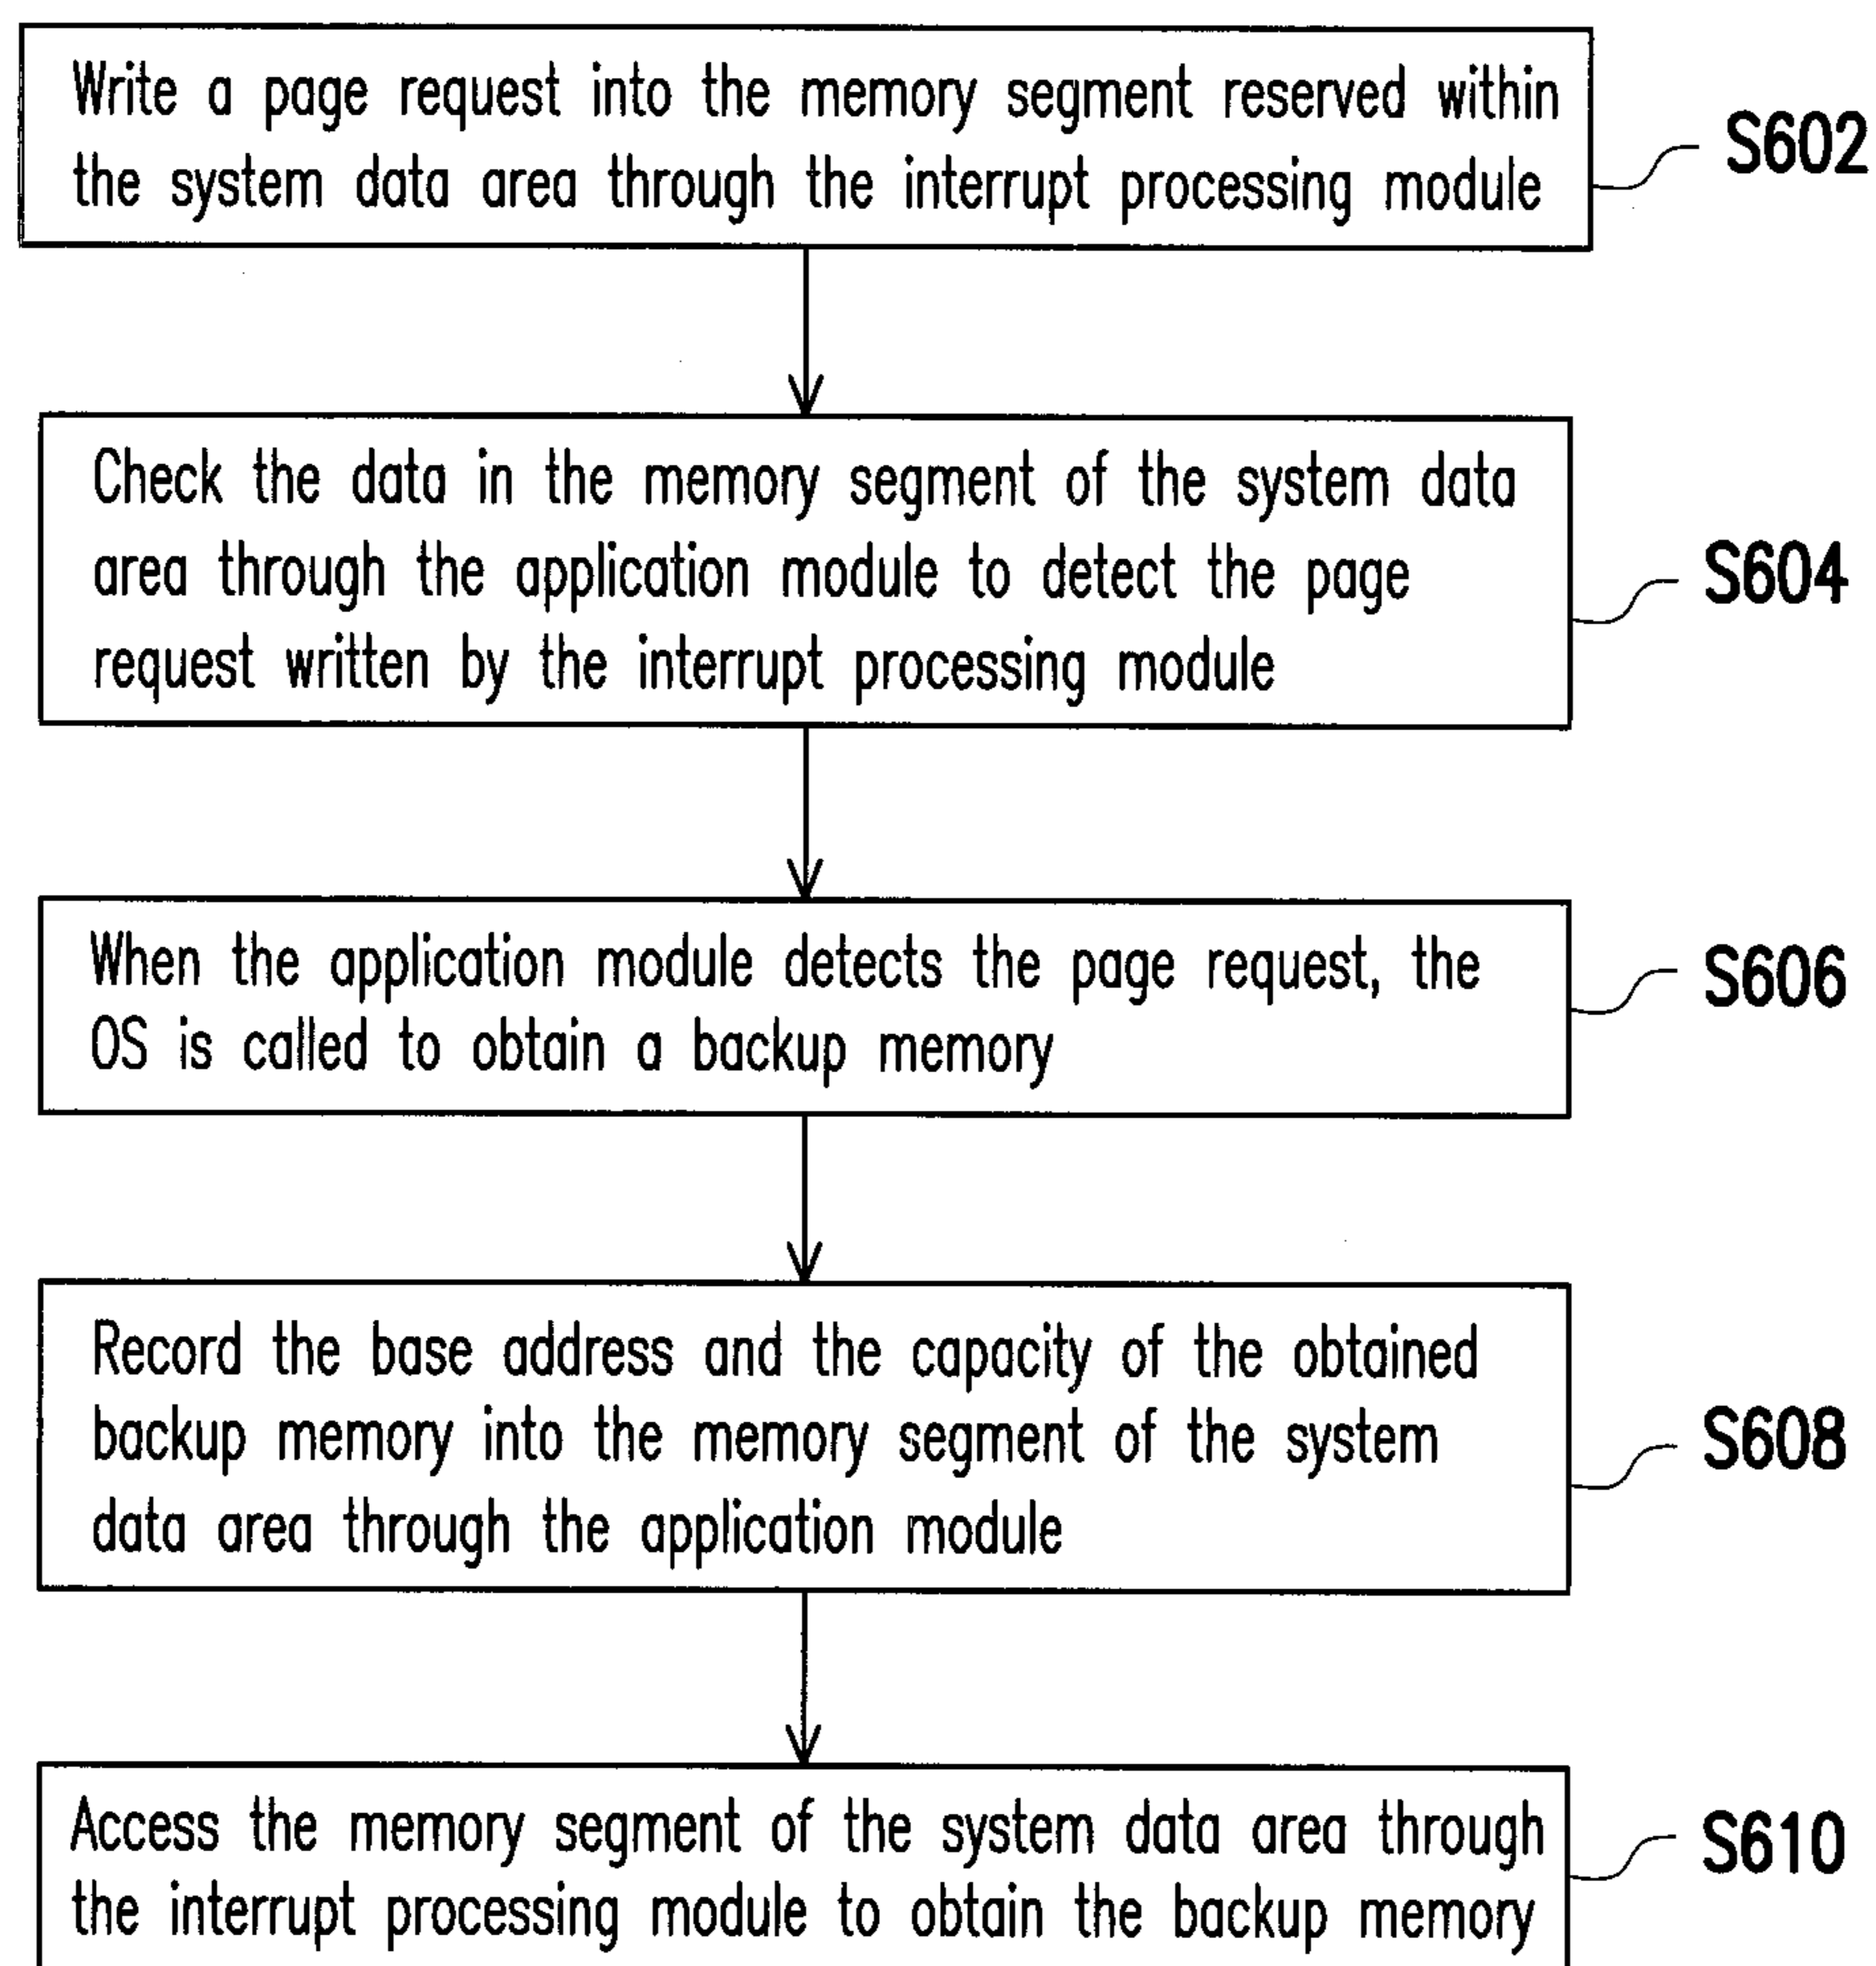 Write a page request into the memory segment reserved within
the system data area through the interrupt processing module
S602
Check the data in the memory segment of the system data
area through the application module to detect the page
request written by the interrupt processing module
S604
When the application module detects the page request, the
OS is called to obtain a backup memory
S606
Record the base address and the capacity of the obtained
backup memory into the memory segment of the system
data area through the application module
S608
Access the memory segment of the system data area through
the interrupt processing module to obtain the backup memory
S610